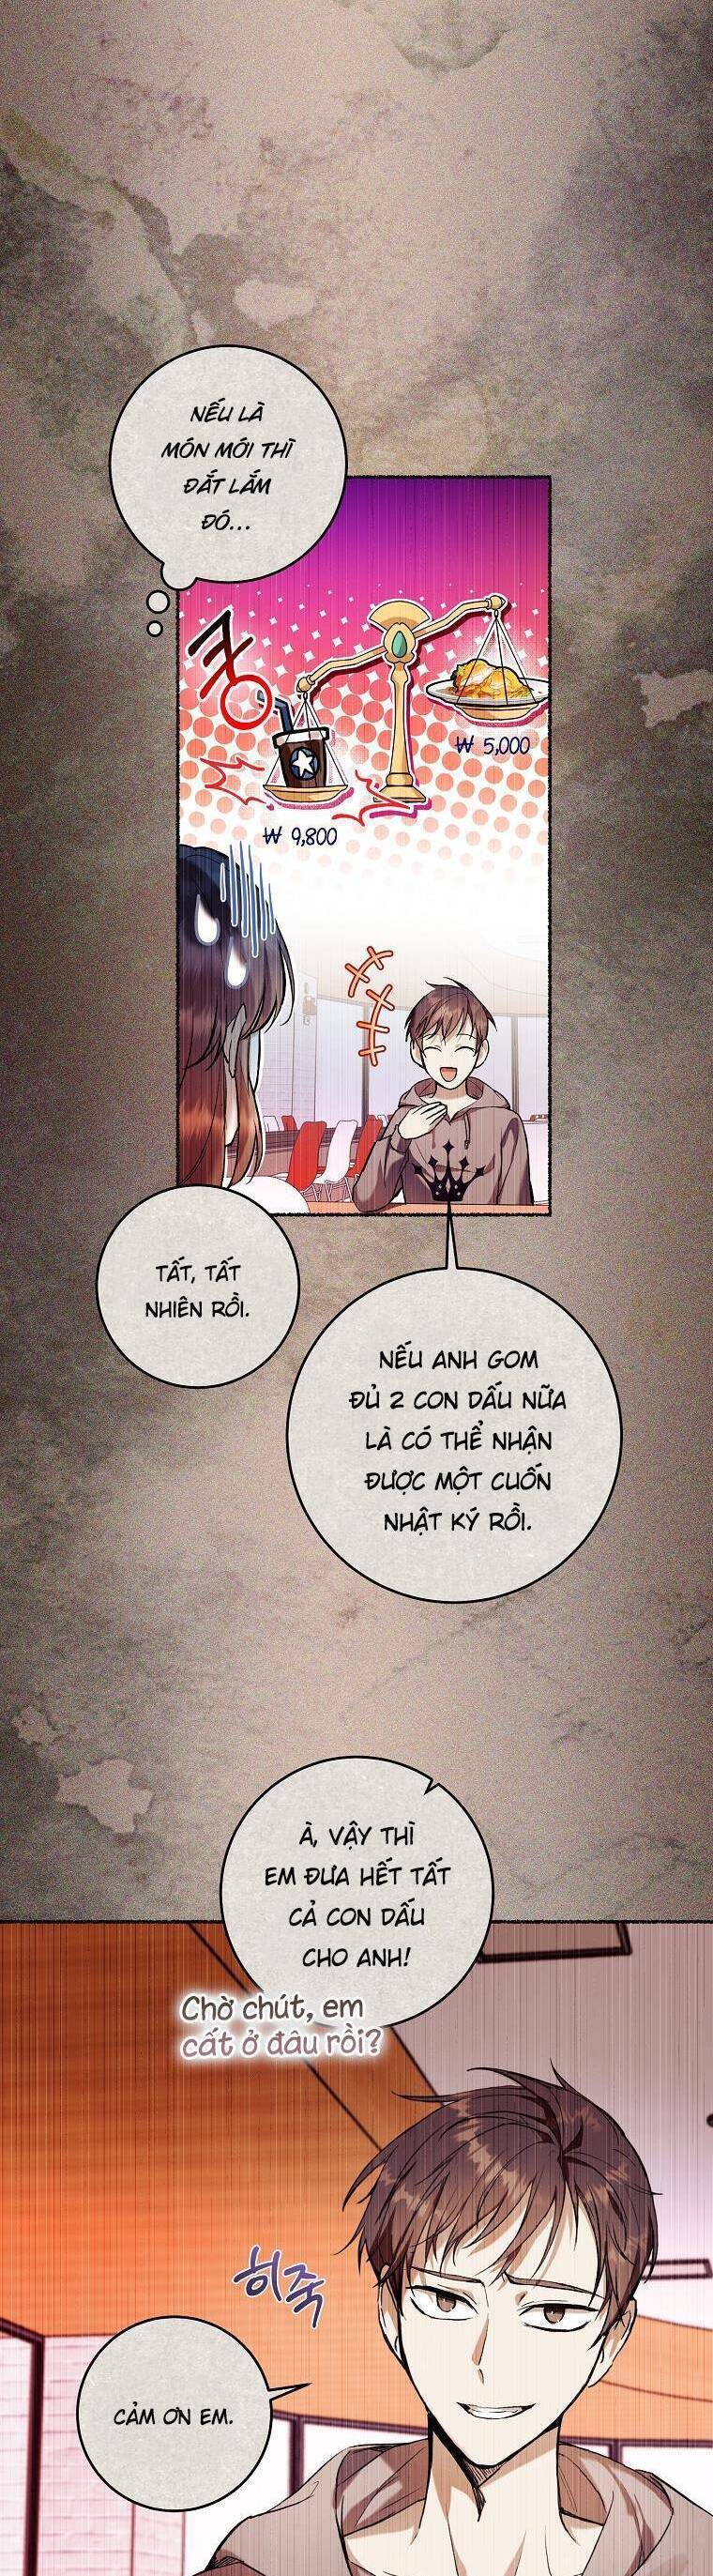 NẾU LÀ
MÓN MỚI THÌ
ĐẮT LẮM
ĐÓ...
쿵
₩ 5,000
₩ 9,800
TẤT, TẤT
NHIÊN RỒI.
NẾU ANH GOM
ĐỦ 2 CON DẤU NỮA
LÀ CÓ THỂ NHẬN
ĐƯỢC MỘT CUỐN
NHẬT KÝ RỒI.
À, VẬY THÌ
EM ĐƯA HẾT TẤT
CẢ CON DẤU
CHO ANH!
Chờ chút, em
cất ở đâu rồi?
히죽
CẢM ƠN EM.